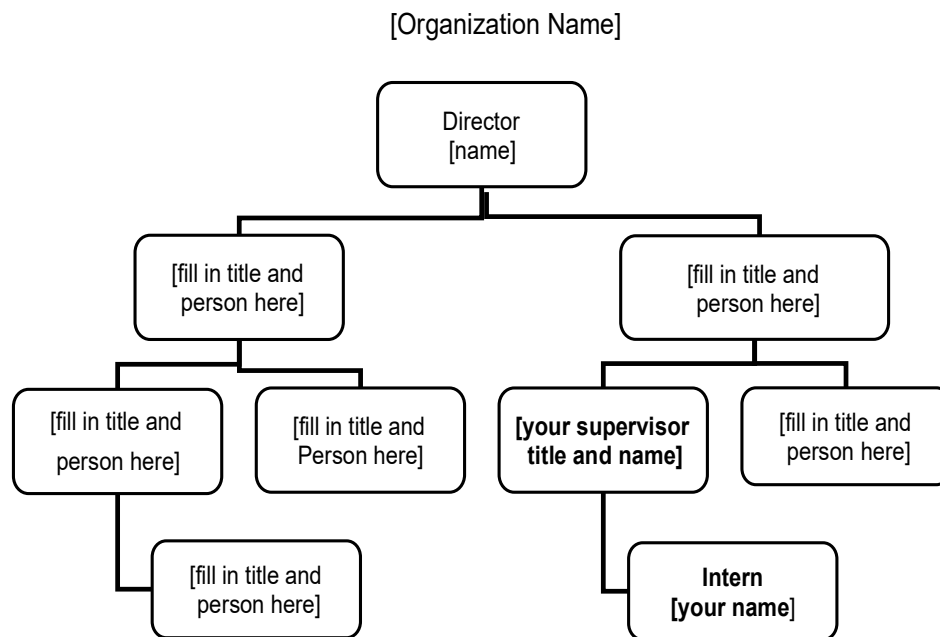 [Organization Name]
Director
[name]
[fill in title and
person here]
[fill in title and
person here]
[fill in title and
person here]
[fill in title and
Person here]
[your supervisor
title and name]
[fill in title and
person here]
[fill in title and
person here]
Intern
[your name]